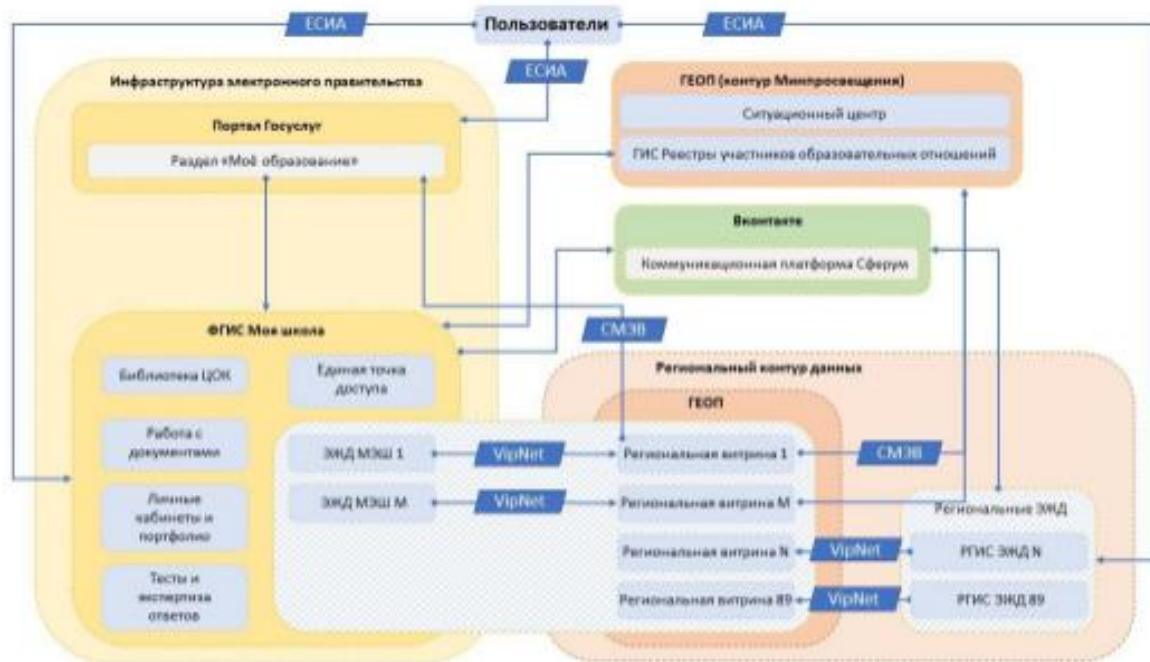 ЕСИА
Пользователи
ЕСИА
ЕСИА
Инфраструктура электронного правительства
Портал Госуслуг
Раздел «Моё образование»
ГЕОП (контур Минпросвещения)
Ситуационный центр
ГИС Реестры участников образовательных отношений
Вконтакте
Коммуникационная платформа Сферум
СМЭВ
ФГИС Моя школа
Библиотека ЦОК
Единая точка
доступа
Работа с
документами
Личные
кабинеты и
портфолио
Тесты и
экспертиза
ответов
Региональный контур данных
ГЕОП
ЭЖД МЭШ 1
VipNet
Региональная витрина 1
СМЭВ
ЭЖД МЭШ М
VipNet
Региональная витрина М
Региональные ЭЖД
Региональная витрина N
VipNet
РГИС ЭЖД N
Региональная витрина 89
VipNet
РГИС ЭЖД 89